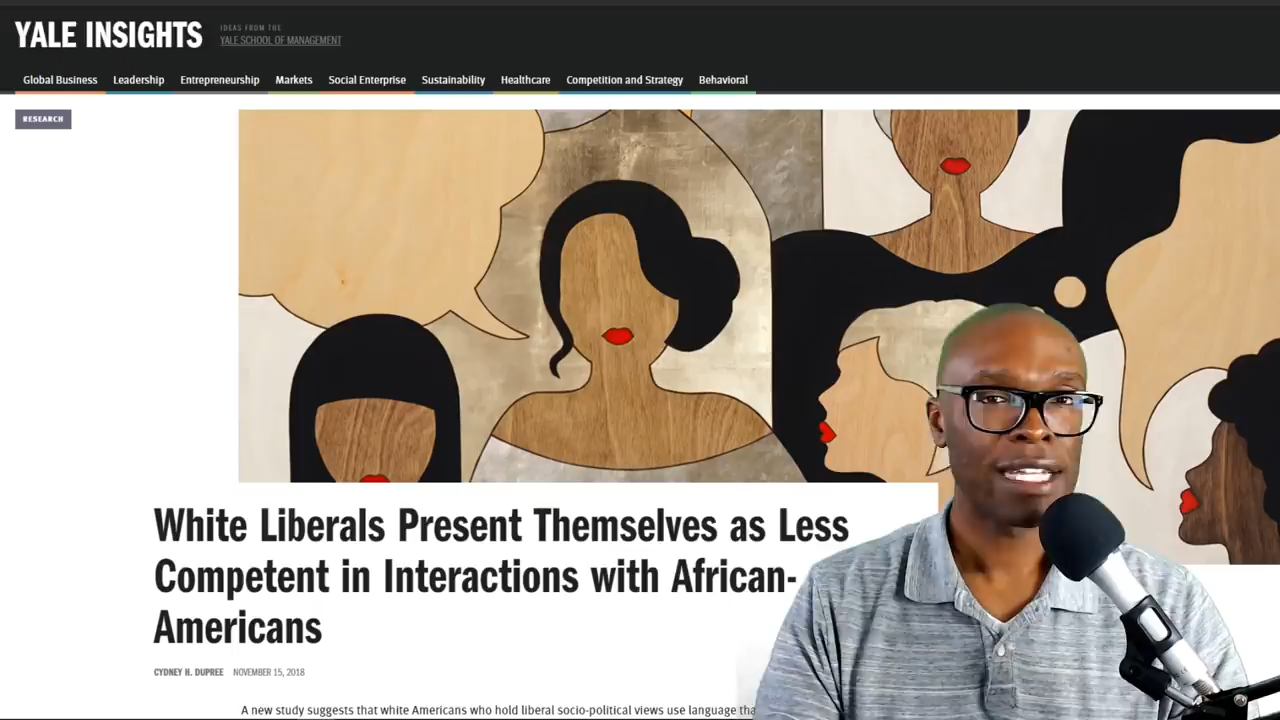 YALE INSIGHTS
IDEAS FROM THE
YALE SCHOOL OF MANAGEMENT
Global Business Leadership Entrepreneurship Markets Social Enterprise Sustainability Healthcare Competition and Strategy Behavioral
RESEARCH
White Liberals Present Themselves as Less
Competent in Interactions with African-
Americans
CYDNEY H. DUPREE NOVEMBER 15, 2018
A new study suggests that white Americans who hold liberal socio-political views use language